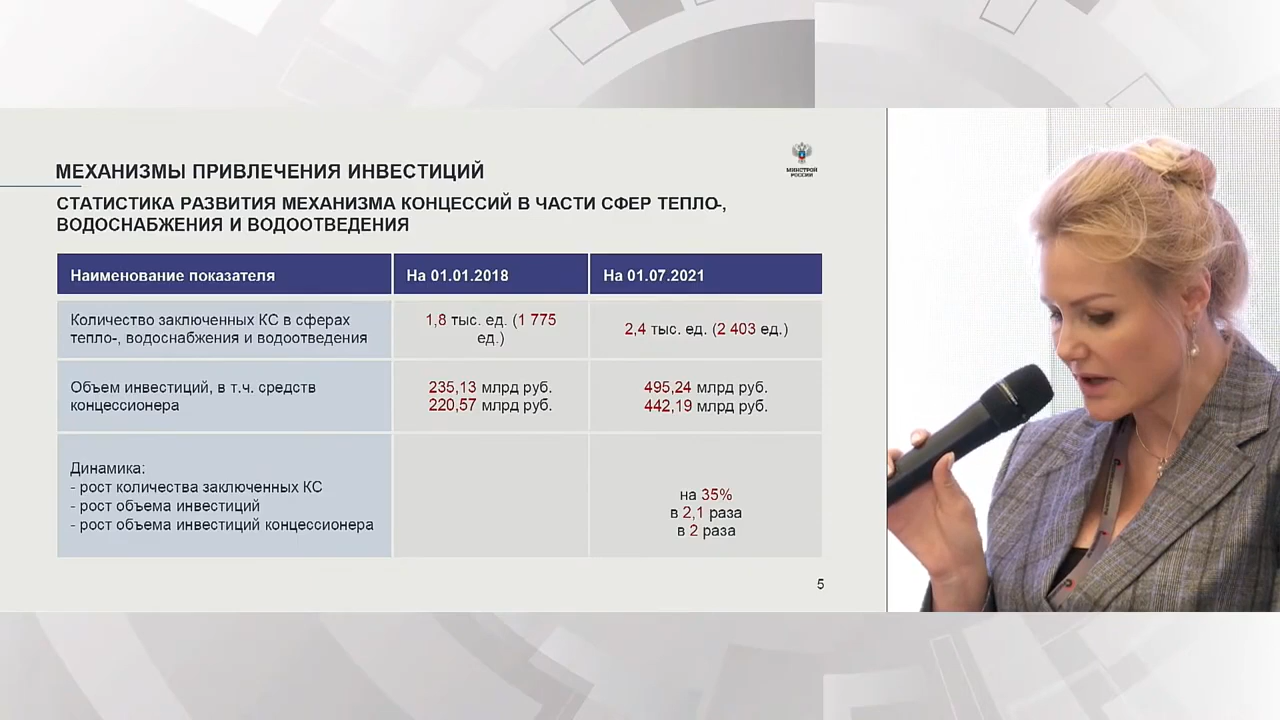 МЕХАНИЗМЫ ПРИВЛЕЧЕНИЯ ИНВЕСТИЦИЙ
МИНСТРОЙ
РОССИИ
СТАТИСТИКА РАЗВИТИЯ МЕХАНИЗМА КОНЦЕССИЙ В ЧАСТИ СФЕР ТЕПЛО-,
ВОДОСНАБЖЕНИЯ И ВОДООТВЕДЕНИЯ
Наименование показателя
На 01.01.2018
На 01.07.2021
Количество заключенных КС в сферах
тепло-, водоснабжения и водоотведения
1,8 тыс. ед. (1 775
ед.)
2,4 тыс. ед. (2 403 ед.)
Объем инвестиций, в т.ч. средств
концессионера
235,13 млрд руб.
220,57 млрд руб.
495,24 млрд руб.
442,19 млрд руб.
Динамика:
- рост количества заключенных КС
- рост объема инвестиций
- рост объема инвестиций концессионера
на 35%
в 2,1 раза
в 2 раза
5